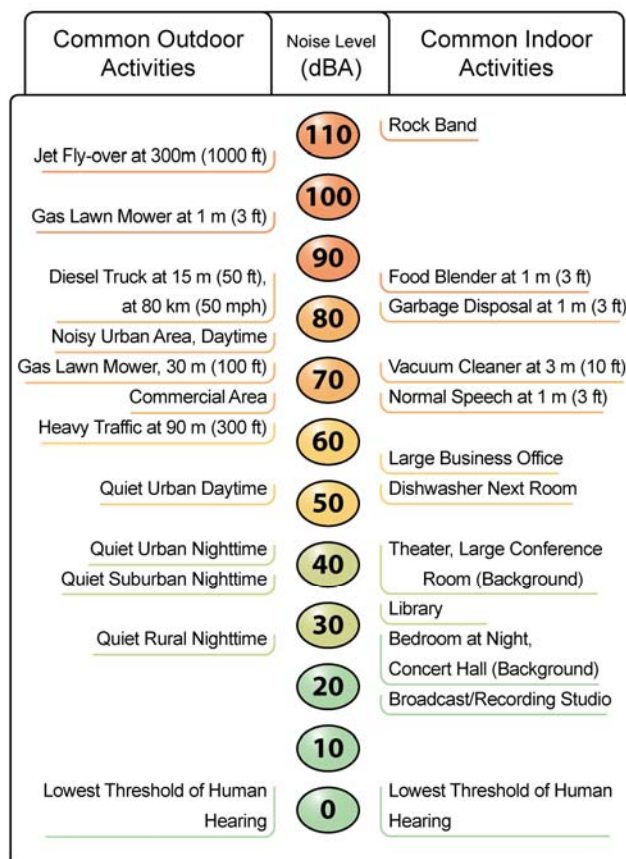 Common Outdoor
Activities
Noise Level
(dBA)
Common Indoor
Activities
110
Rock Band
Jet Fly-over at 300m (1000 ft)
100
Gas Lawn Mower at 1 m (3 ft)
90
Diesel Truck at 15 m (50 ft),
at 80 km (50 mph)
Food Blender at 1 m (3 ft)
80
Garbage Disposal at 1 m (3 ft)
Noisy Urban Area, Daytime
Gas Lawn Mower, 30 m (100 ft)
70
Vacuum Cleaner at 3 m (10 ft)
Commercial Area
Normal Speech at 1 m (3 ft)
Heavy Traffic at 90 m (300 ft)
60
Large Business Office
Quiet Urban Daytime
50
Dishwasher Next Room
Quiet Urban Nighttime
40
Theater, Large Conference
Room (Background)
Quiet Suburban Nighttime
30
Library
Quiet Rural Nighttime
Bedroom at Night,
Concert Hall (Background)
20
Broadcast/Recording Studio
10
Lowest Threshold of Human
Hearing
0
Lowest Threshold of Human
Hearing